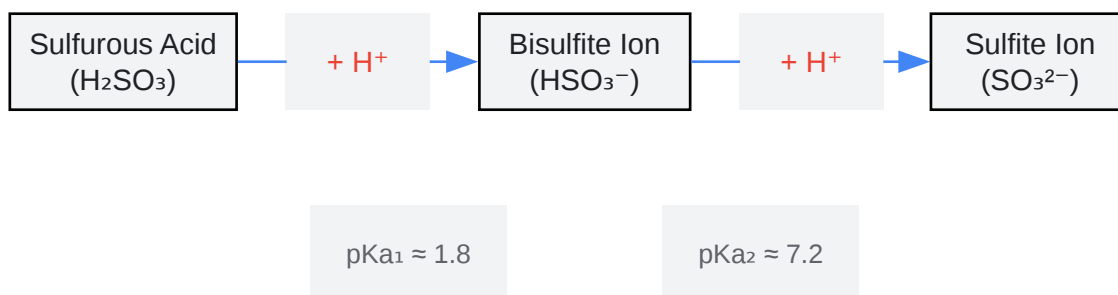 Sulfurous Acid
(H₂SO₃)
+ H⁺
Bisulfite Ion
(HSO₃⁻)
+ H⁺
Sulfite Ion
(SO₃²⁻)
pKa₁ ≈ 1.8
pKa₂ ≈ 7.2